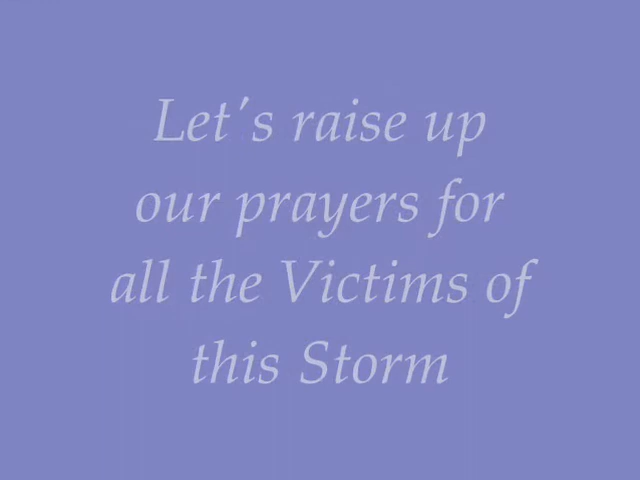 Let's raise up
our prayers for
all the Victims of
this Storm